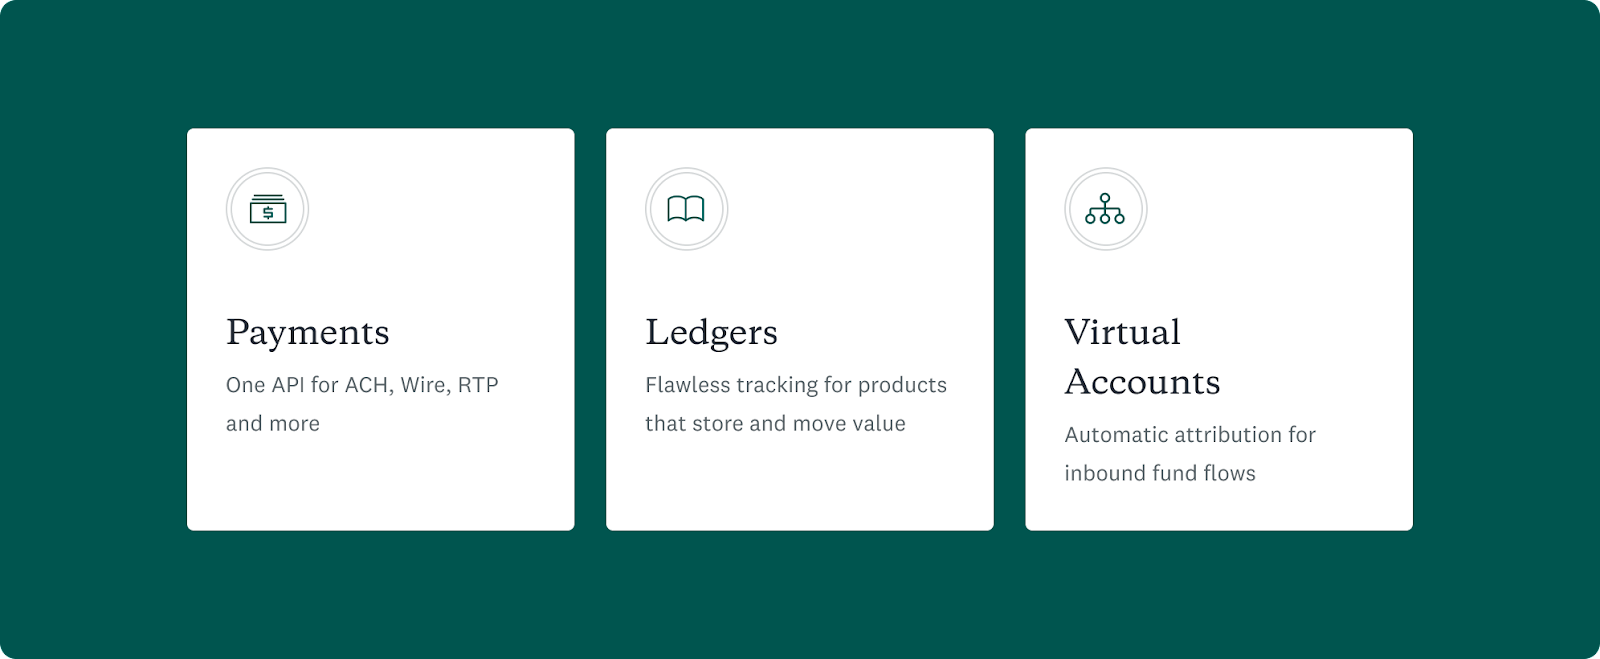 Payments
One API for ACH, Wire, RTP
and more
Ledgers
Flawless tracking for products
that store and move value
Virtual
Accounts
Automatic attribution for
inbound fund flows